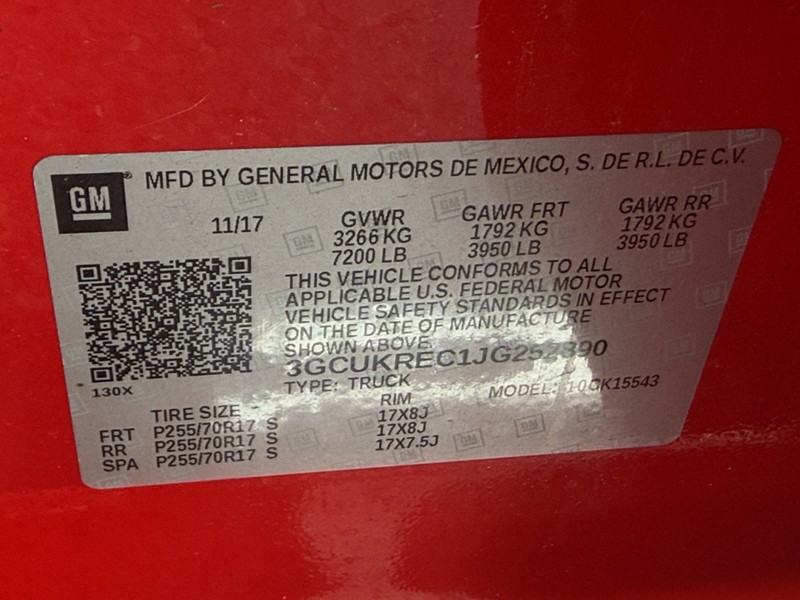 GM® MFD BY GENERAL MOTORS DE MEXICO, S. DE R.L. DE C.V.
11/17 GVWR GAWR FRT GAWR RR
3266 KG 1792 KG 1792 KG
7200 LB 3950 LB 3950 LB
THIS VEHICLE CONFORMS TO ALL
APPLICABLE U.S. FEDERAL MOTOR
VEHICLE SAFETY STANDARDS IN EFFECT
ON THE DATE OF MANUFACTURE
SHOWN ABOVE.
130X
TYPE: TRUCK MODEL: 10CK15543
TIRE SIZE RIM
FRT P255/70R17 S 17X8J
RR P255/70R17 S 17X8J
SPA P255/70R17 S 17X7.5J